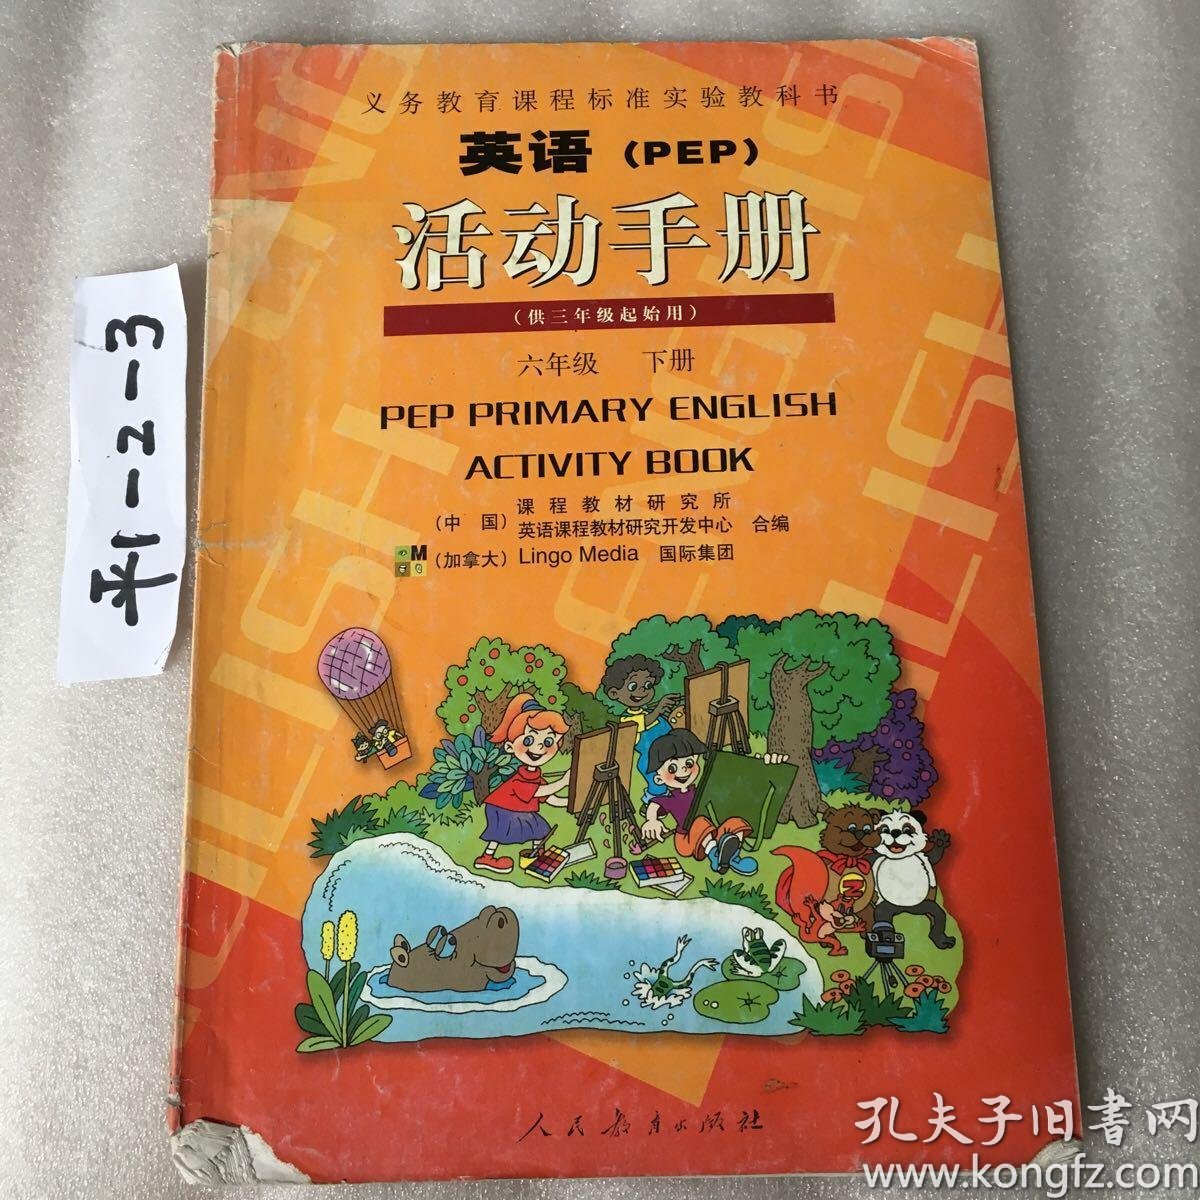 义务教育课程标准实验教科书
英语（PEP）
活动手册
（供三年级起始用）
六年级 下册
PEP PRIMARY ENGLISH
ACTIVITY BOOK
（中 国）课程教材研究所
英语课程教材研究开发中心 合编
（加拿大）Lingo Media 国际集团
人民教育出版社
Z
平1-2-3
孔夫子旧书网
www.kongfz.com